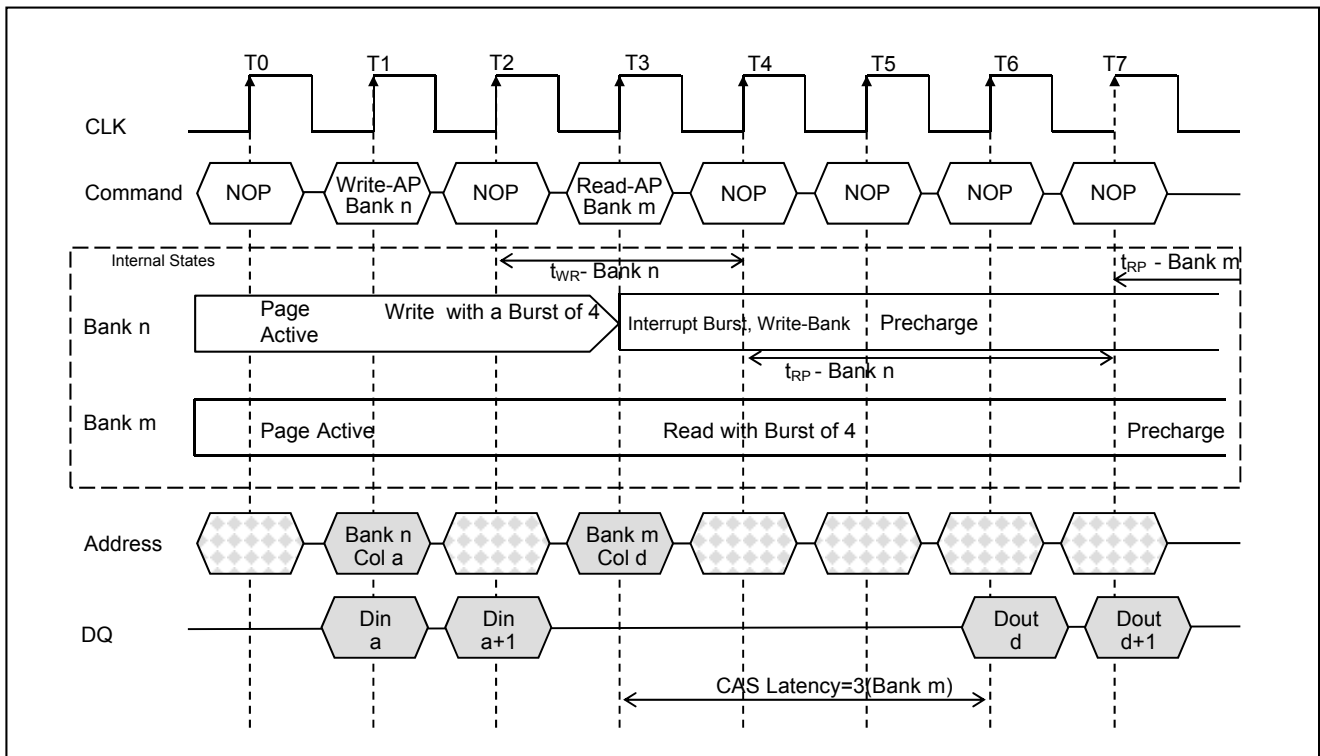 T0 T1 T2 T3 T4 T5 T6 T7
CLK
Command NOP Write-AP NOP Read-AP NOP NOP NOP NOP
Bank n Bank m
Internal States
tWR- Bank n
tRP - Bank m
Bank n
Page Write with a Burst of 4
Active
Interrupt Burst, Write-Bank Precharge
tRP - Bank n
Bank m
Page Active Read with Burst of 4 Precharge
Address
Bank n Bank m
Col a Col d
DQ
Din Din Dout Dout
a a+1 d d+1
CAS Latency=3(Bank m)